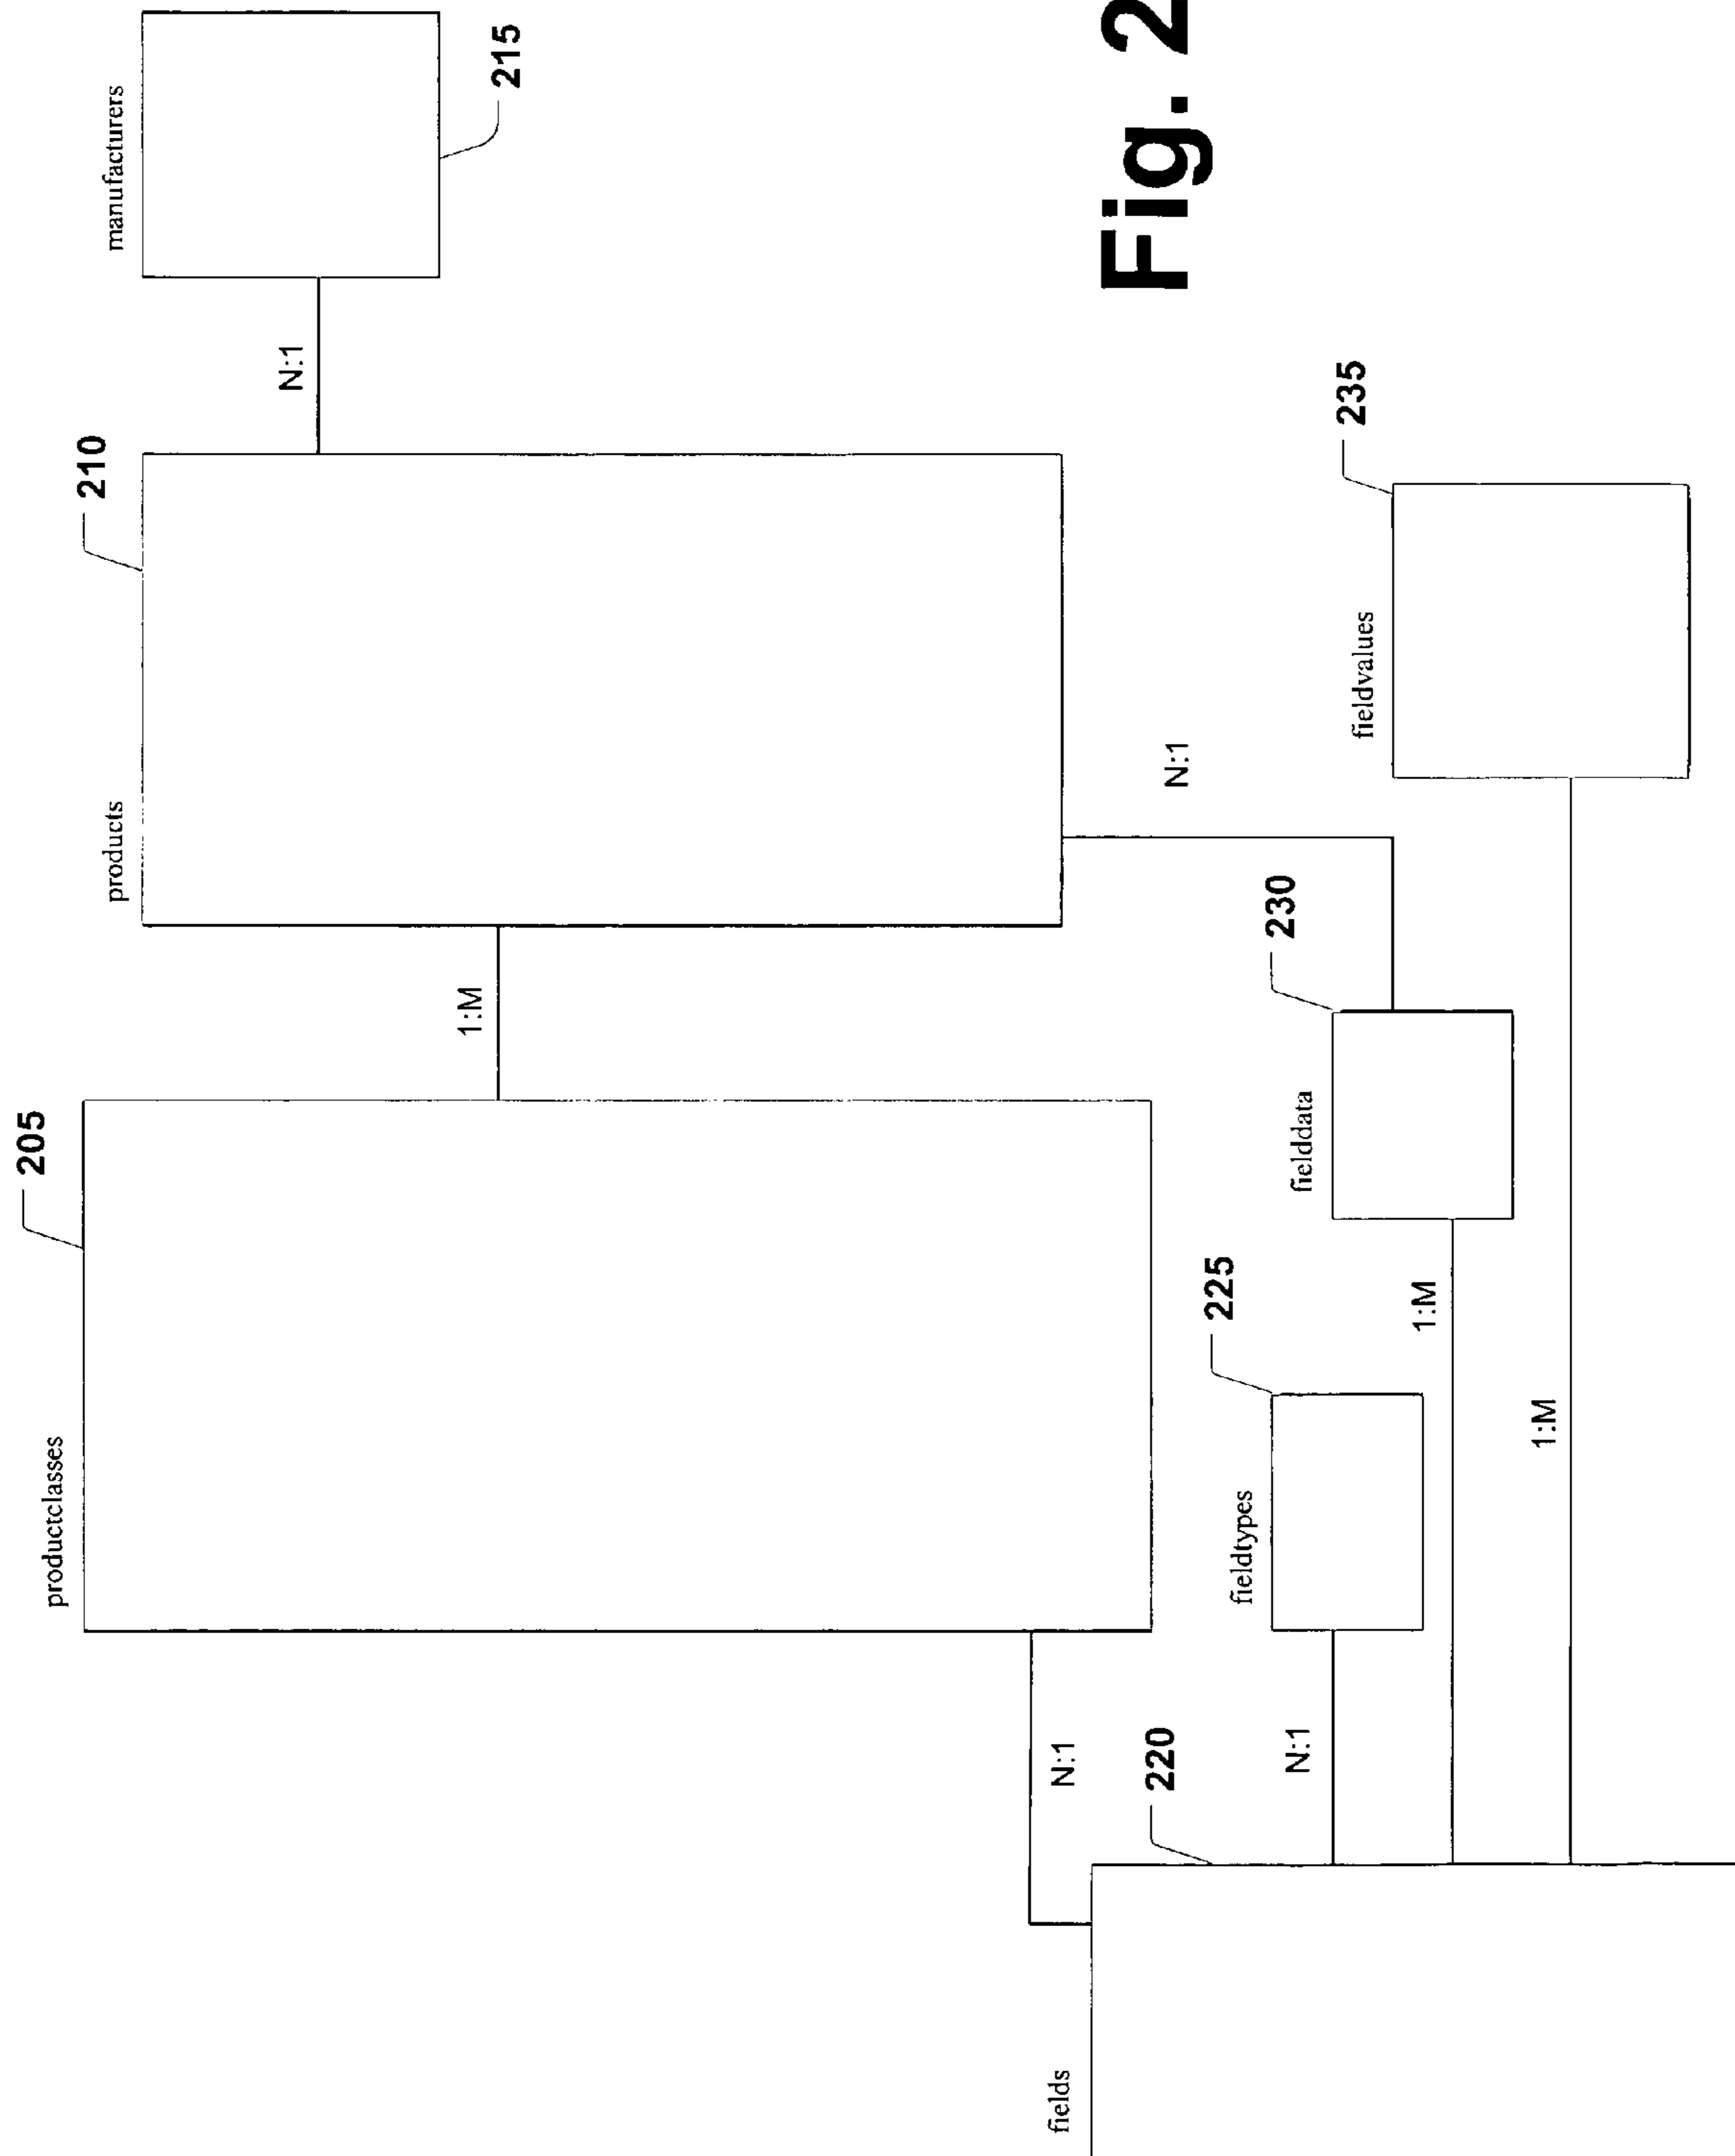 productclasses
205
products
210
manufacturers
215
1:M
N:1
N:1
fields
220
N:1
fieldtypes
225
N:1
fielddata
230
1:M
fieldvalues
235
1:M
Fig. 2